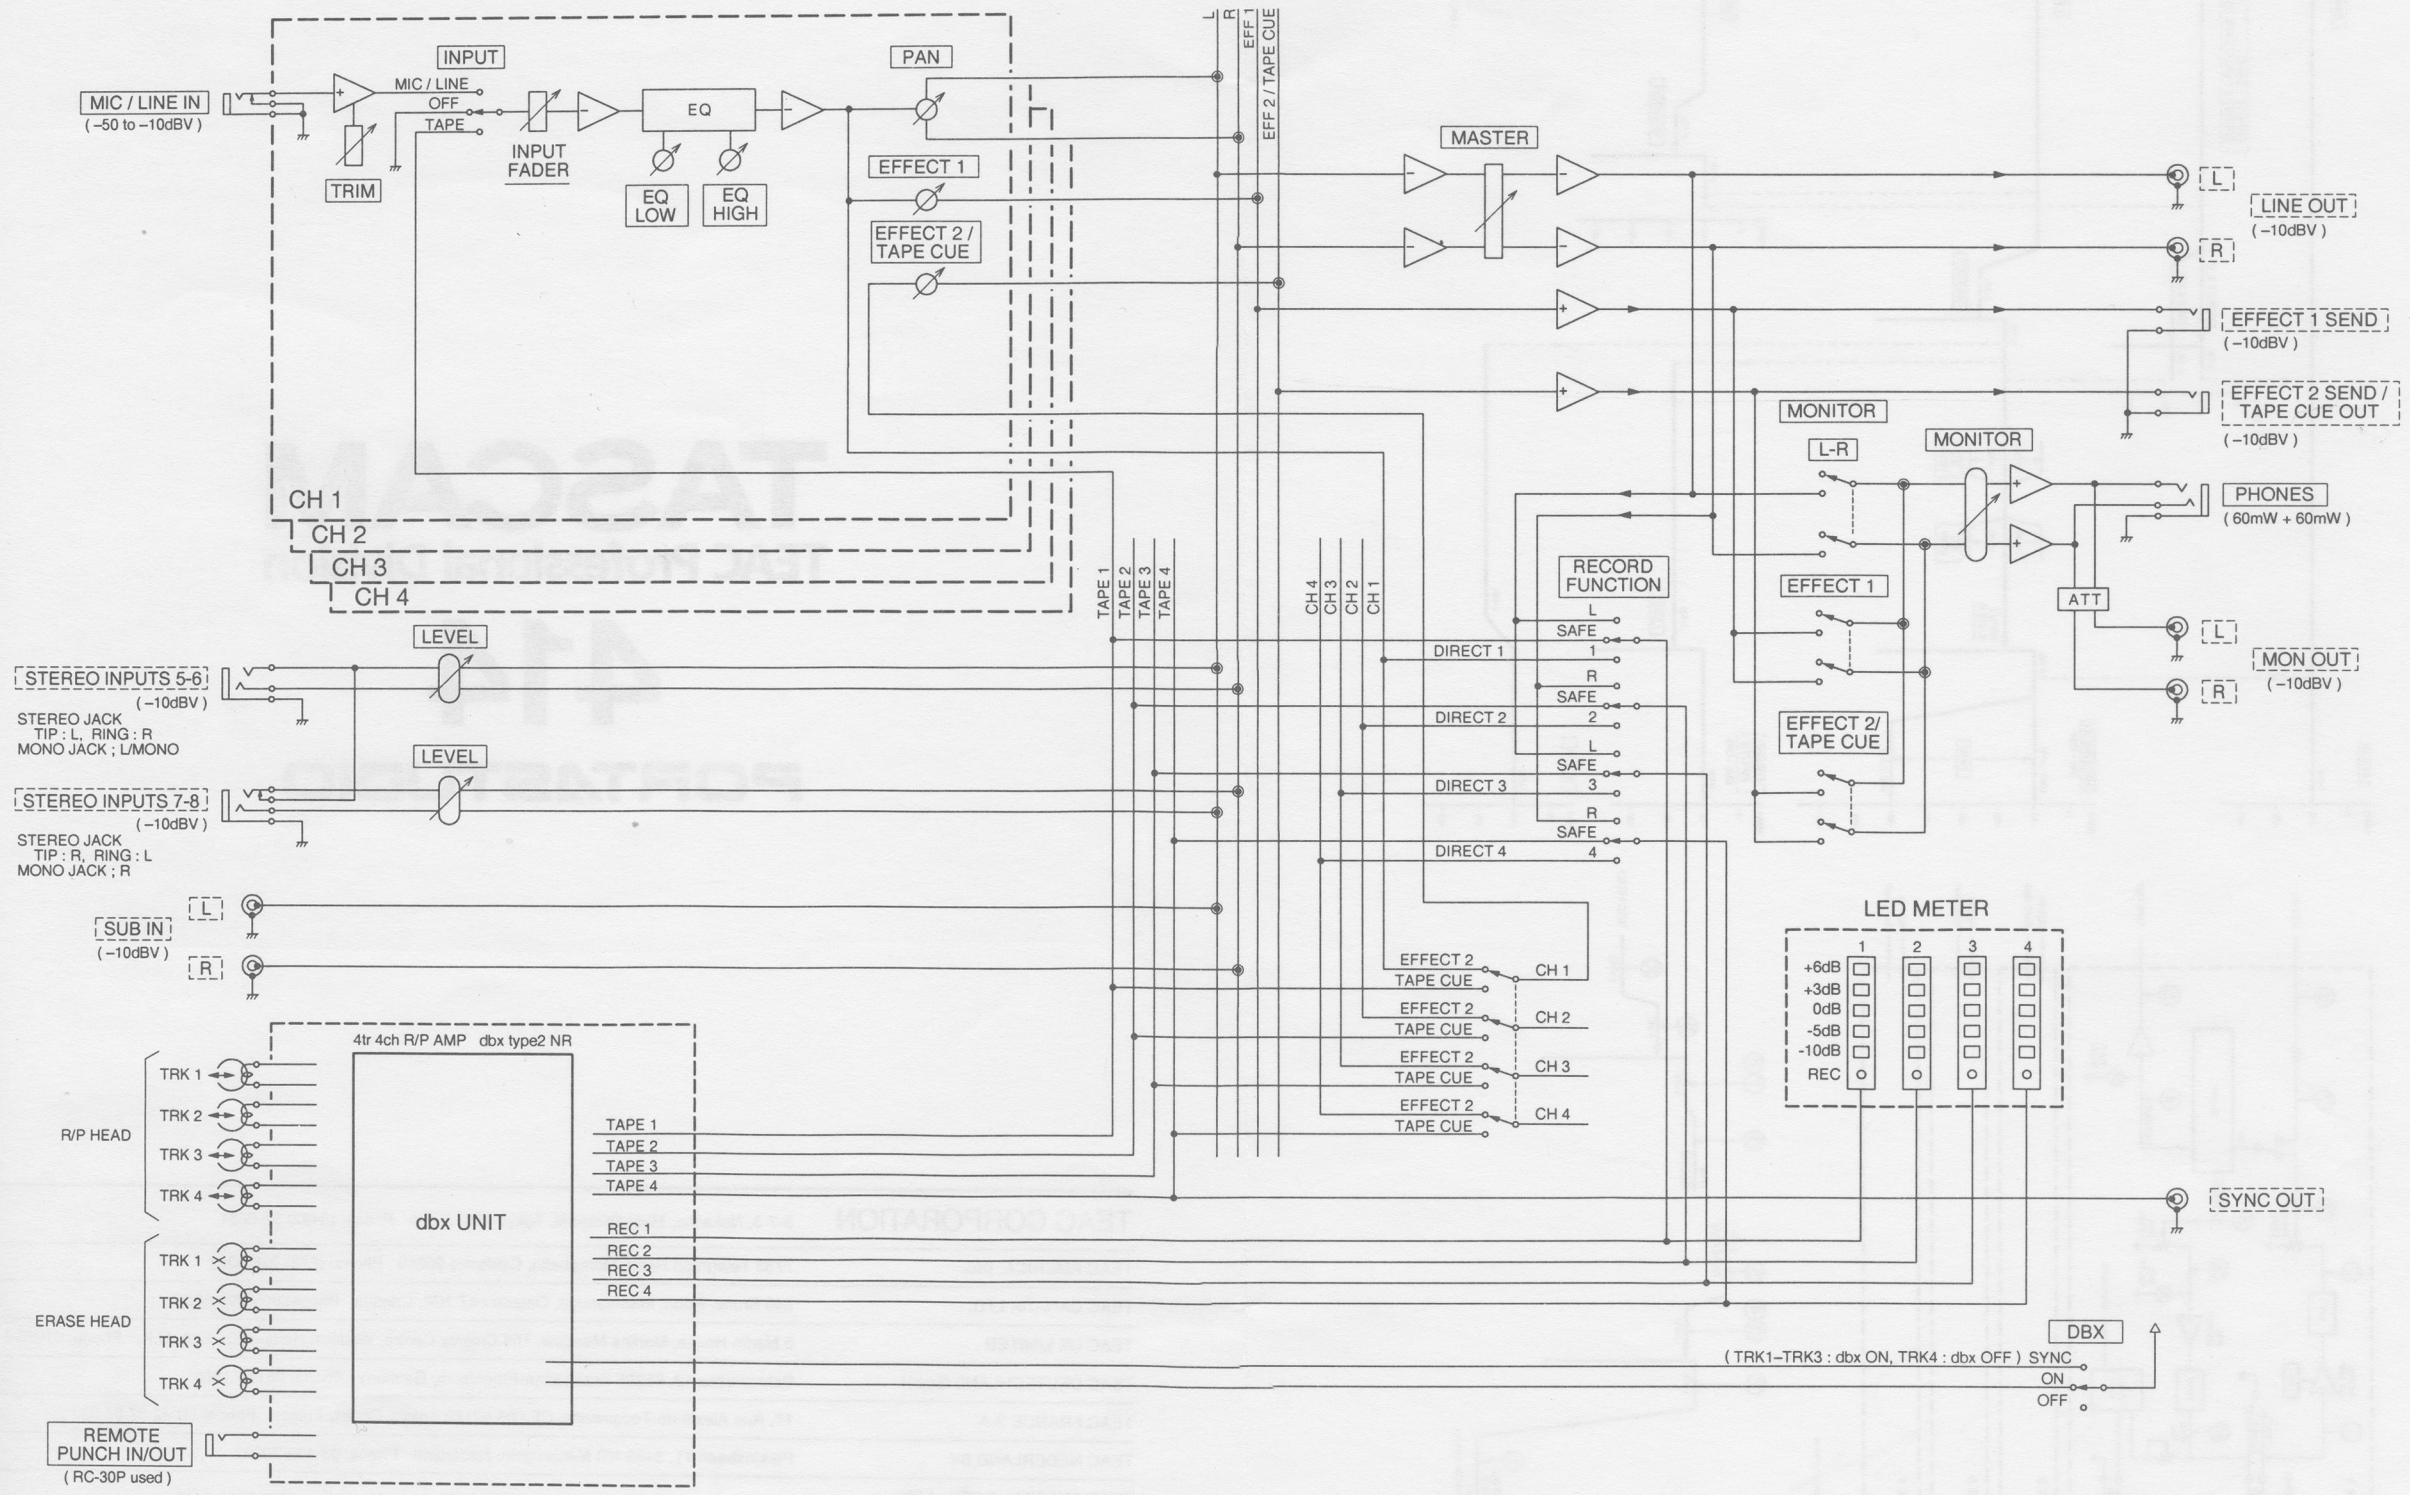 INPUT
PAN
MIC / LINE IN
( –50 to –10dBV )
MIC / LINE
OFF
TAPE
TRIM
INPUT
FADER
EQ
EQ
LOW
EQ
HIGH
EFFECT 1
EFFECT 2 /
TAPE CUE
CH 1
CH 2
CH 3
CH 4
L
R
EFF 1
EFF 2 / TAPE CUE
MASTER
L
LINE OUT
( –10dBV )
R
EFFECT 1 SEND
( –10dBV )
EFFECT 2 SEND /
TAPE CUE OUT
( –10dBV )
MONITOR
L-R
MONITOR
PHONES
( 60mW + 60mW )
EFFECT 1
ATT
L
MON OUT
( –10dBV )
R
EFFECT 2/
TAPE CUE
TAPE 1
TAPE 2
TAPE 3
TAPE 4
CH 4
CH 3
CH 2
CH 1
RECORD
FUNCTION
L
SAFE
DIRECT 1 1
R
SAFE
DIRECT 2 2
L
SAFE
DIRECT 3 3
R
SAFE
DIRECT 4 4
LEVEL
STEREO INPUTS 5-6
( –10dBV )
STEREO JACK
TIP : L, RING : R
MONO JACK ; L/MONO
LEVEL
STEREO INPUTS 7-8
( –10dBV )
STEREO JACK
TIP : R, RING : L
MONO JACK ; R
L
SUB IN
( –10dBV )
R
EFFECT 2
TAPE CUE
CH 1
EFFECT 2
TAPE CUE
CH 2
EFFECT 2
TAPE CUE
CH 3
EFFECT 2
TAPE CUE
CH 4
LED METER
1 2 3 4
+6dB
+3dB
0dB
-5dB
-10dB
REC
4tr 4ch R/P AMP dbx type2 NR
dbx UNIT
R/P HEAD
TRK 1
TRK 2
TRK 3
TRK 4
ERASE HEAD
TRK 1
TRK 2
TRK 3
TRK 4
TAPE 1
TAPE 2
TAPE 3
TAPE 4
REC 1
REC 2
REC 3
REC 4
SYNC OUT
DBX
( TRK1–TRK3 : dbx ON, TRK4 : dbx OFF ) SYNC
ON
OFF
REMOTE
PUNCH IN/OUT
( RC-30P used )
TASCAM
TEAC Professional Division
414
PORTASTUDIO
TEAC CORPORATION